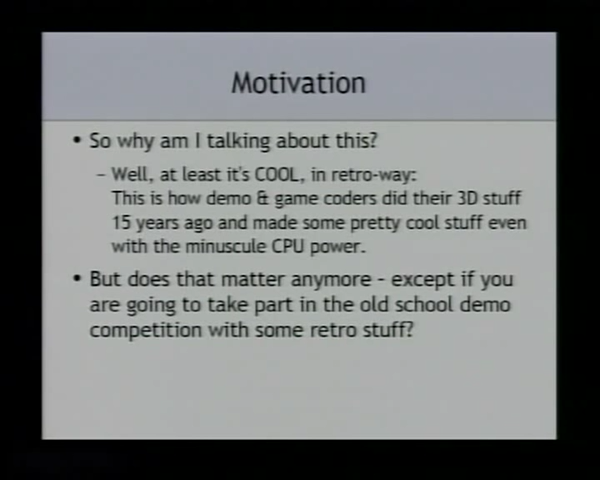 Motivation
• So why am I talking about this?
– Well, at least it's COOL, in retro-way:
This is how demo & game coders did their 3D stuff
15 years ago and made some pretty cool stuff even
with the minuscule CPU power.
• But does that matter anymore - except if you
are going to take part in the old school demo
competition with some retro stuff?